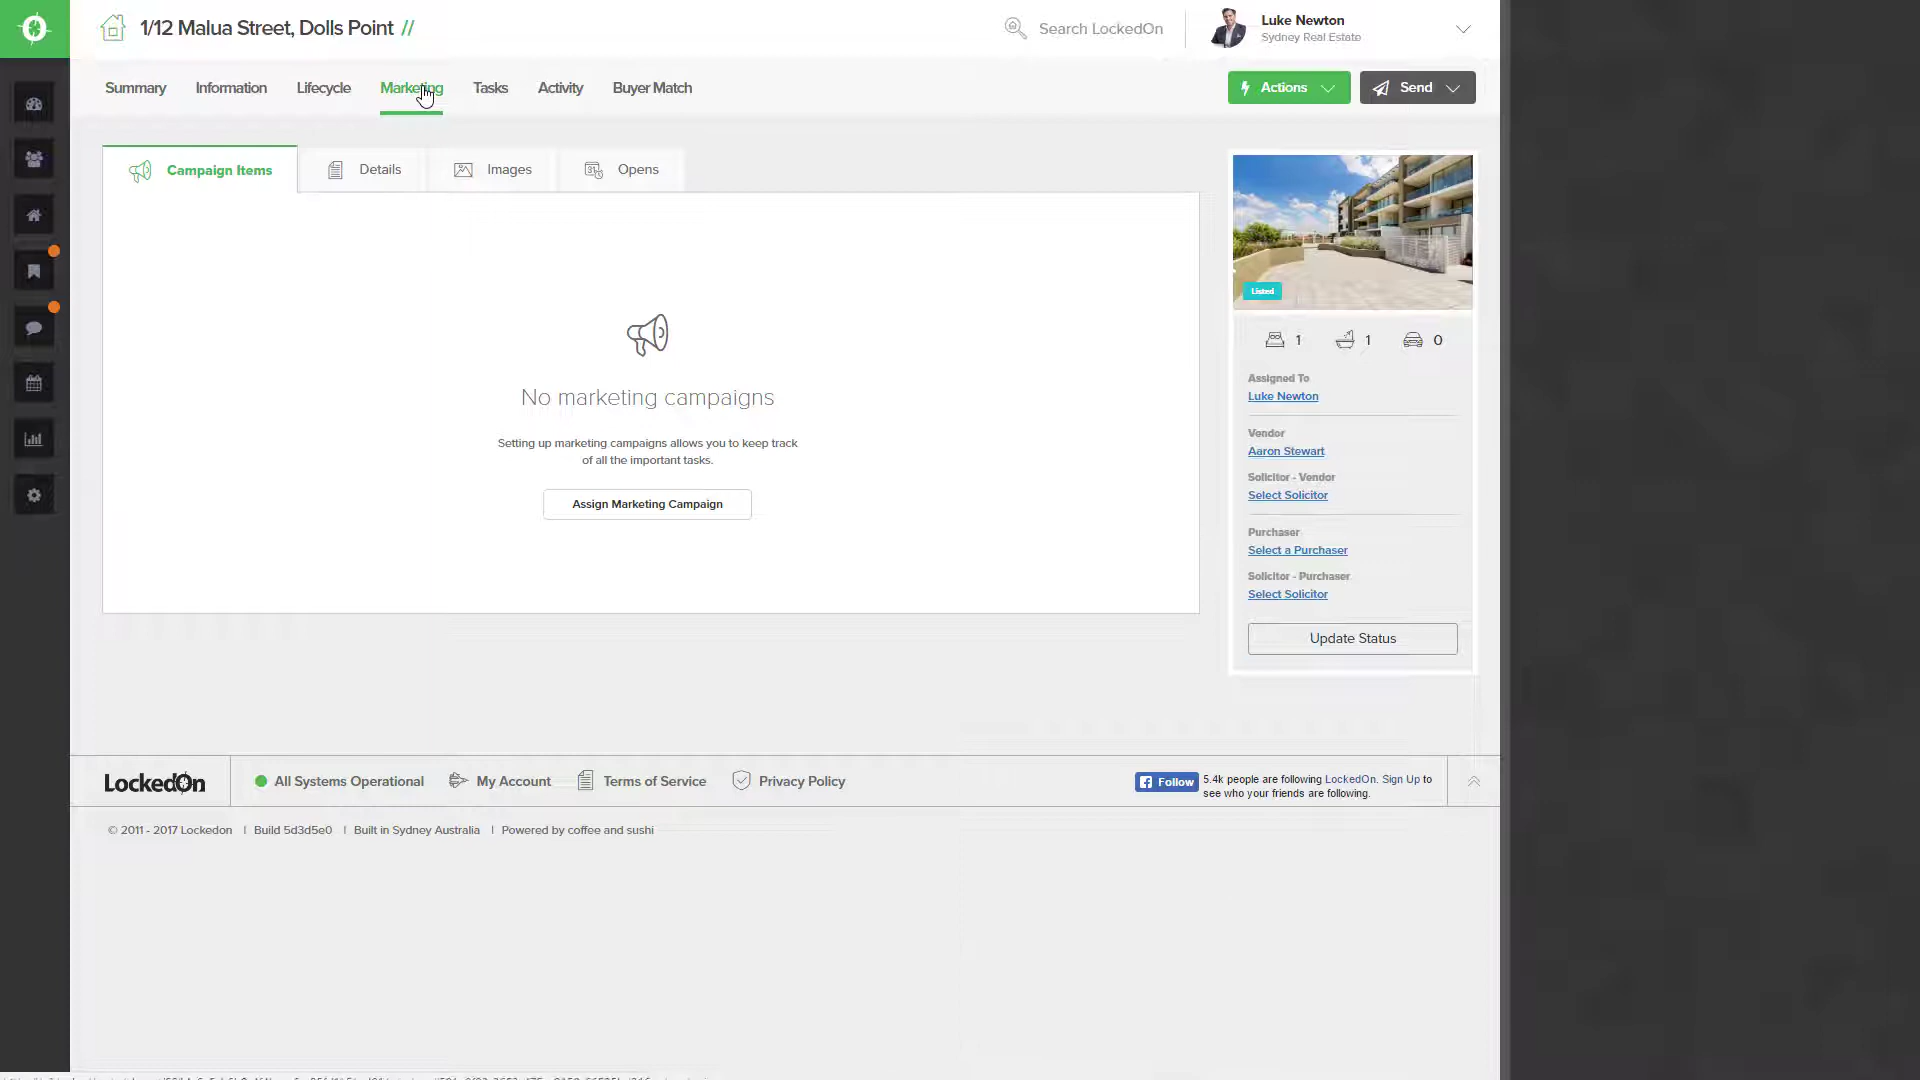 1/12 Malua Street, Dolls Point //
Search LockedOn
Luke Newton
Sydney Real Estate
Summary
Information
Lifecycle
Marketing
Tasks
Activity
Buyer Match
Actions
Send
Campaign Items
Details
Images
Opens
No marketing campaigns
Setting up marketing campaigns allows you to keep track
of all the important tasks.
Assign Marketing Campaign
Listed
1
1
0
Assigned To
Luke Newton
Vendor
Aaron Stewart
Solicitor - Vendor
Select Solicitor
Purchaser
Select a Purchaser
Solicitor - Purchaser
Select Solicitor
Update Status
LockedOn
All Systems Operational
My Account
Terms of Service
Privacy Policy
Follow
5.4k people are following LockedOn. Sign Up to
see who your friends are following.
© 2011 - 2017 Lockedon | Build 5d3d5e0 | Built in Sydney Australia | Powered by coffee and sushi